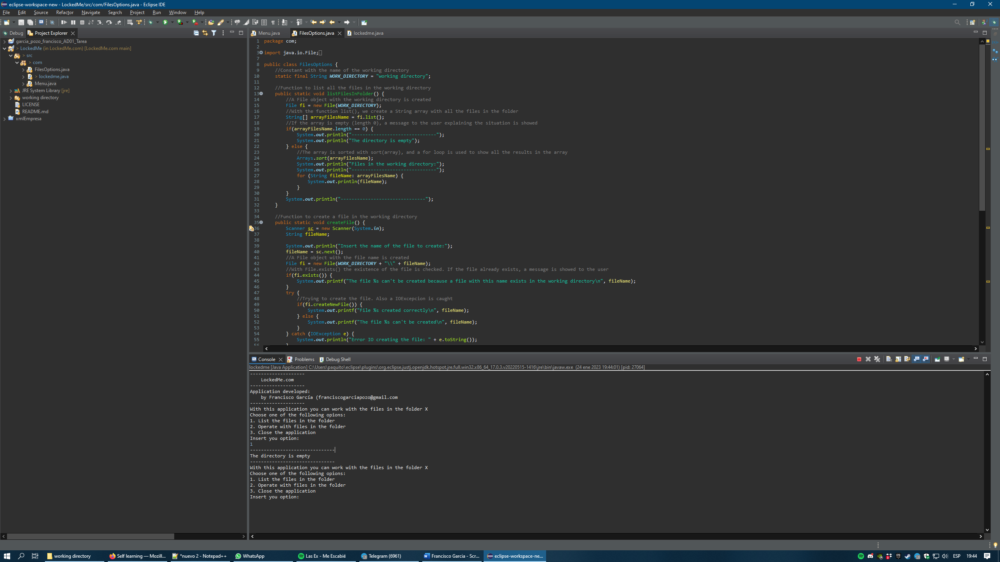 eclipse-workspace-new - LockedMe/src/com/FilesOptions.java - Eclipse IDE
File Edit Source Refactor Navigate Search Project Run Window Help
Debug Project Explorer
garcia_pozo_francisco_AD01_Tarea
> LockedMe (in LockedMe.com) [LockedMe.com main]
> src
> com
FilesOptions.java
> lockedme.java
Menu.java
JRE System Library [jre]
working directory
LICENSE
README.md
xmlEmpresa
Menu.java FilesOptions.java lockedme.java
1 package com;
2
3 import java.io.File;
7
8 public class FilesOptions {
9 //Constant with the name of the working directory
10 static final String WORK_DIRECTORY = "working directory";
11
12 //Function to list all the files in the working directory
13 public static void listFilesInFolder() {
14 //A File object with the working directory is created
15 File fi = new File(WORK_DIRECTORY);
16 //With the function list(), we create a String array with all the files in the folder
17 String[] arrayFilesName = fi.list();
18 //If the array is empty (length 0), a message to the user explaining the situation is showed
19 if(arrayFilesName.length == 0) {
20 System.out.println("-------------------------------");
21 System.out.println("The directory is empty");
22 } else {
23 //The array is sorted with sort(array), and a for loop is used to show all the results in the array
24 Arrays.sort(arrayFilesName);
25 System.out.println("Files in the working directory:");
26 System.out.println("-------------------------------");
27 for (String fileName: arrayFilesName) {
28 System.out.println(fileName);
29 }
30 }
31 System.out.println("-------------------------------");
32 }
33
34 //Function to create a file in the working directory
35 public static void createFile() {
36 Scanner sc = new Scanner(System.in);
37 String fileName;
38
39 System.out.println("Insert the name of the file to create:");
40 fileName = sc.next();
41 //A File object with the file name is created
42 File fi = new File(WORK_DIRECTORY + "\\" + fileName);
43 //With File.exists() the existence of the file is checked. If the file already exists, a message is showed to the user
44 if(fi.exists()) {
45 System.out.printf("The file %s can't be created because a file with this name exists in the working directory\n", fileName);
46 }
47 try {
48 //Trying to create the file. Also a IOExcepcion is caught
49 if(fi.createNewFile()) {
50 System.out.printf("File %s created correctly\n", fileName);
51 } else {
52 System.out.printf("The file %s can't be created\n", fileName);
53 }
54 } catch (IOException e) {
55 System.out.println("Error IO creating the file: " + e.toString());
56 }
Console Problems Debug Shell
lockedme [Java Application] C:\Users\paquito\eclipse\plugins\org.eclipse.justj.openjdk.hotspot.jre.full.win32.x86_64_17.0.3.v20220515-1416\jre\bin\javaw.exe (24 ene 2023 19:44:01) [pid: 27064]
--------------------
LockedMe.com
--------------------
Application developed:
by Francisco García (franciscogarciapozo@gmail.com
--------------------
With this application you can work with the files in the folder X
Choose one of the following opions:
1. List the files in the folder
2. Operate with files in the folder
3. Close the application
Insert you option:
1
-------------------------------
The directory is empty
-------------------------------
With this application you can work with the files in the folder X
Choose one of the following opions:
1. List the files in the folder
2. Operate with files in the folder
3. Close the application
Insert you option:
working directory Self learning — Mozill... *nuevo 2 - Notepad++ WhatsApp Las Ex - Me Escabié Telegram (6961) Francisco Garcia - Scr... eclipse-workspace-ne... ESP 19:44